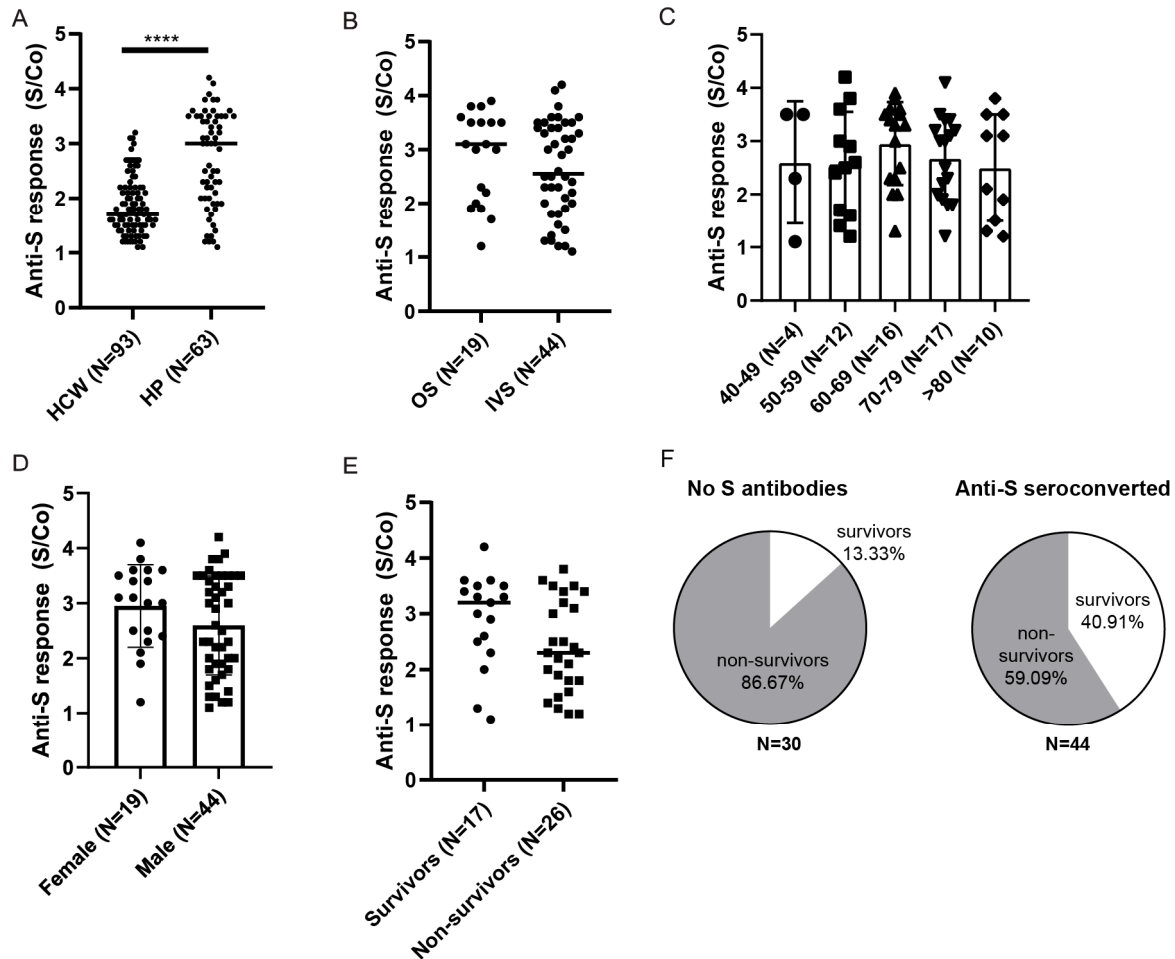 A
Anti-S response (S/Co)
5
4
3
2
1
0
****
HCW (N=93)
HP (N=63)
B
Anti-S response (S/Co)
5
4
3
2
1
0
OS (N=19)
IVS (N=44)
C
Anti-S response (S/Co)
5
4
3
2
1
0
40-49 (N=4)
50-59 (N=12)
60-69 (N=16)
70-79 (N=17)
>80 (N=10)
D
Anti-S response (S/Co)
5
4
3
2
1
0
Female (N=19)
Male (N=44)
E
Anti-S response (S/Co)
5
4
3
2
1
0
Survivors (N=17)
Non-survivors (N=26)
F
No S antibodies
survivors
13.33%
non-survivors
86.67%
N=30
Anti-S seroconverted
survivors
40.91%
non-
survivors
59.09%
N=44